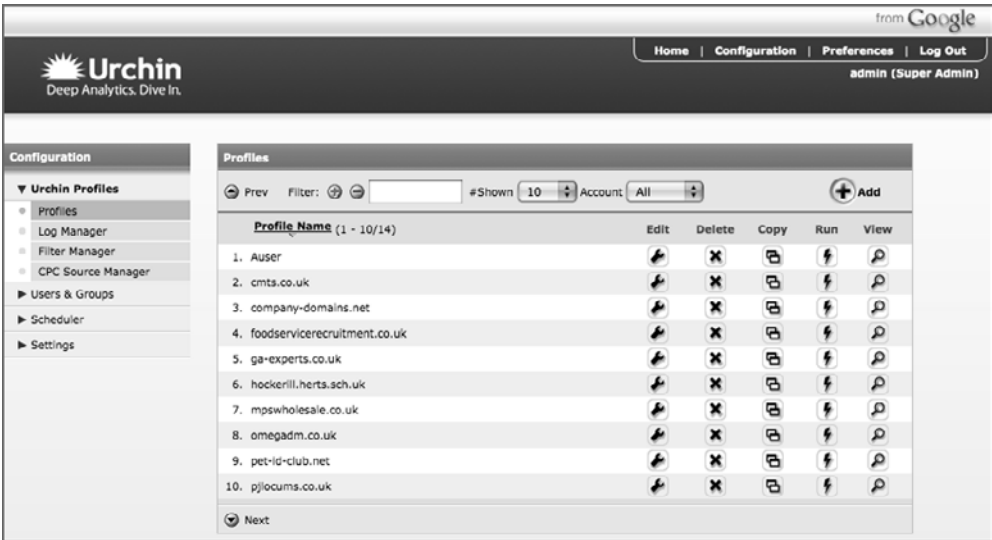 from Google
Home | Configuration | Preferences | Log Out
Urchin
admin (Super Admin)
Deep Analytics. Dive In.
Configuration
Urchin Profiles
Profiles
Log Manager
Filter Manager
CPC Source Manager
Users & Groups
Scheduler
Settings
Profiles
Prev Filter: #Shown 10 Account All Add
Profile Name (1 - 10/14) Edit Delete Copy Run View
1. Auser
2. cmts.co.uk
3. company-domains.net
4. foodservicerecruitment.co.uk
5. ga-experts.co.uk
6. hockerill.herts.sch.uk
7. mpswholesale.co.uk
8. omegadm.co.uk
9. pet-id-club.net
10. pjlocums.co.uk
Next